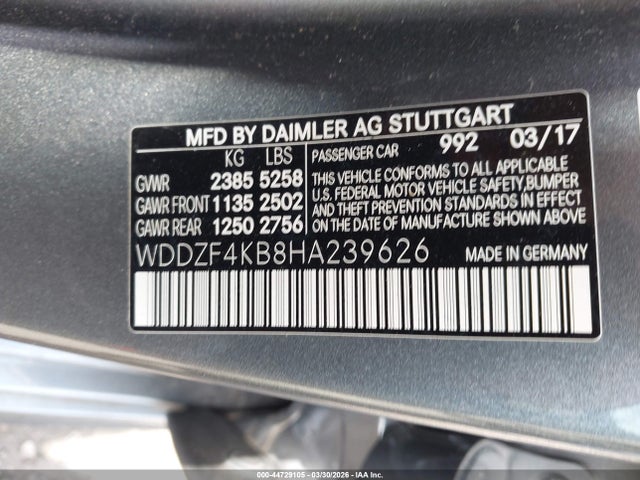 MFD BY DAIMLER AG STUTTGART
KG LBS
GVWR 2385 5258
GAWR FRONT 1135 2502
GAWR REAR 1250 2756
PASSENGER CAR 992 03/17
THIS VEHICLE CONFORMS TO ALL APPLICABLE
U.S. FEDERAL MOTOR VEHICLE SAFETY,BUMPER
AND THEFT PREVENTION STANDARDS IN EFFECT
ON THE DATE OF MANUFACTURE SHOWN ABOVE.
WDDZF4KB8HA239626
MADE IN GERMANY
000-44729105 - 03/30/2026 - IAA Inc.